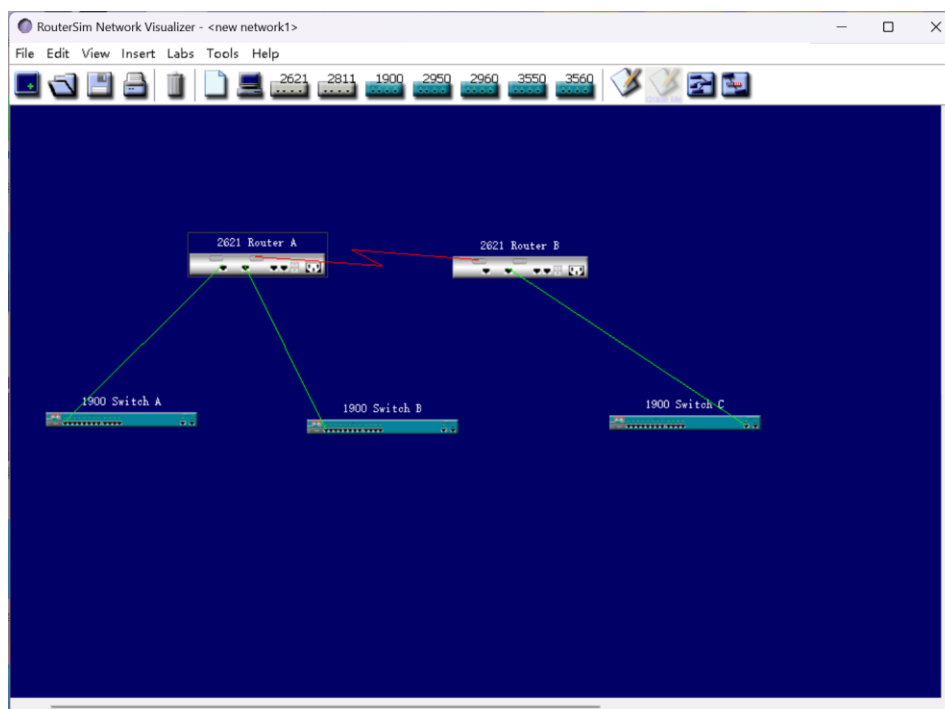 RouterSim Network Visualizer - <new network1>
File Edit View Insert Labs Tools Help
2621 2811 1900 2950 2960 3550 3560
2621 Router A
2621 Router B
1900 Switch A
1900 Switch B
1900 Switch C